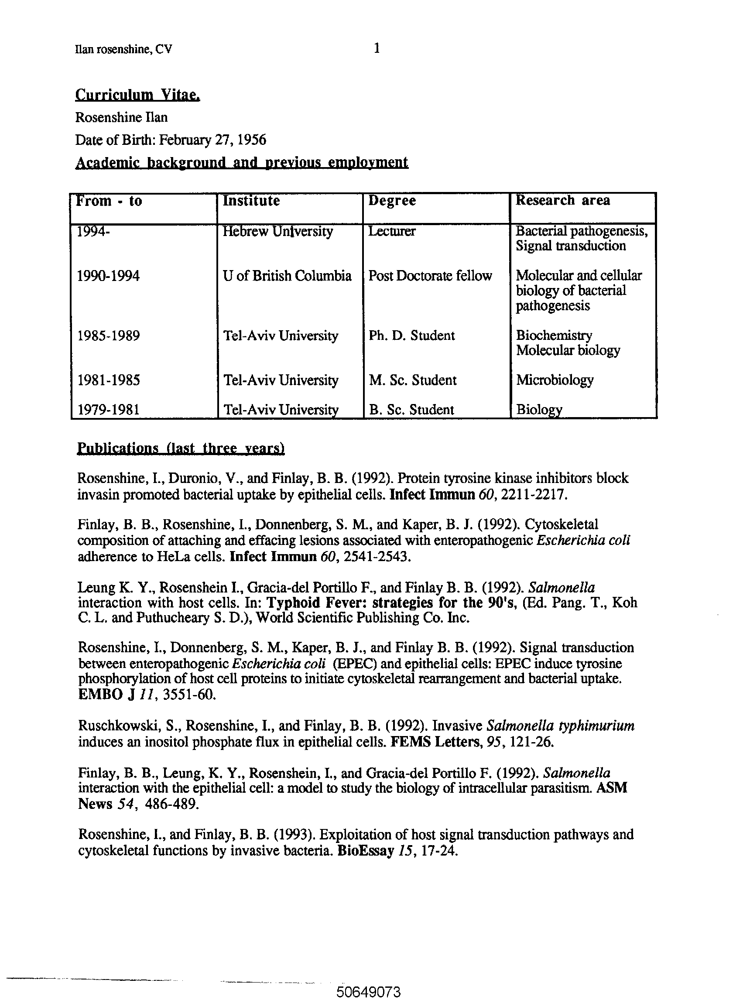 Ilan rosenshine, CV
1
Curriculum Vitae.
Rosenshine Ilan
Date of Birth: February 27, 1956
Academic background and previous employment
From - to Institute Degree Research area
1994- Hebrew University Lecturer Bacterial pathogenesis,
Signal transduction
1990-1994 U of British Columbia Post Doctorate fellow Molecular and cellular
biology of bacterial
pathogenesis
1985-1989 Tel-Aviv University Ph. D. Student Biochemistry
Molecular biology
1981-1985 Tel-Aviv University M. Sc. Student Microbiology
1979-1981 Tel-Aviv University B. Sc. Student Biology
Publications (last three years)
Rosenshine, I., Duronio, V., and Finlay, B. B. (1992). Protein tyrosine kinase inhibitors block
invasin promoted bacterial uptake by epithelial cells. Infect Immun 60, 2211-2217.
Finlay, B. B., Rosenshine, I., Donnenberg, S. M., and Kaper, B. J. (1992). Cytoskeletal
composition of attaching and effacing lesions associated with enteropathogenic Escherichia coli
adherence to HeLa cells. Infect Immun 60, 2541-2543.
Leung K. Y., Rosenshein I., Gracia-del Portillo F., and Finlay B. B. (1992). Salmonella
interaction with host cells. In: Typhoid Fever: strategies for the 90's, (Ed. Pang. T., Koh
C. L. and Puthucheary S. D.), World Scientific Publishing Co. Inc.
Rosenshine, I., Donnenberg, S. M., Kaper, B. J., and Finlay B. B. (1992). Signal transduction
between enteropathogenic Escherichia coli (EPEC) and epithelial cells: EPEC induce tyrosine
phosphorylation of host cell proteins to initiate cytoskeletal rearrangement and bacterial uptake.
EMBO J 11, 3551-60.
Ruschkowski, S., Rosenshine, I., and Finlay, B. B. (1992). Invasive Salmonella typhimurium
induces an inositol phosphate flux in epithelial cells. FEMS Letters, 95, 121-26.
Finlay, B. B., Leung, K. Y., Rosenshein, I., and Gracia-del Portillo F. (1992). Salmonella
interaction with the epithelial cell: a model to study the biology of intracellular parasitism. ASM
News 54, 486-489.
Rosenshine, I., and Finlay, B. B. (1993). Exploitation of host signal transduction pathways and
cytoskeletal functions by invasive bacteria. BioEssay 15, 17-24.
50649073